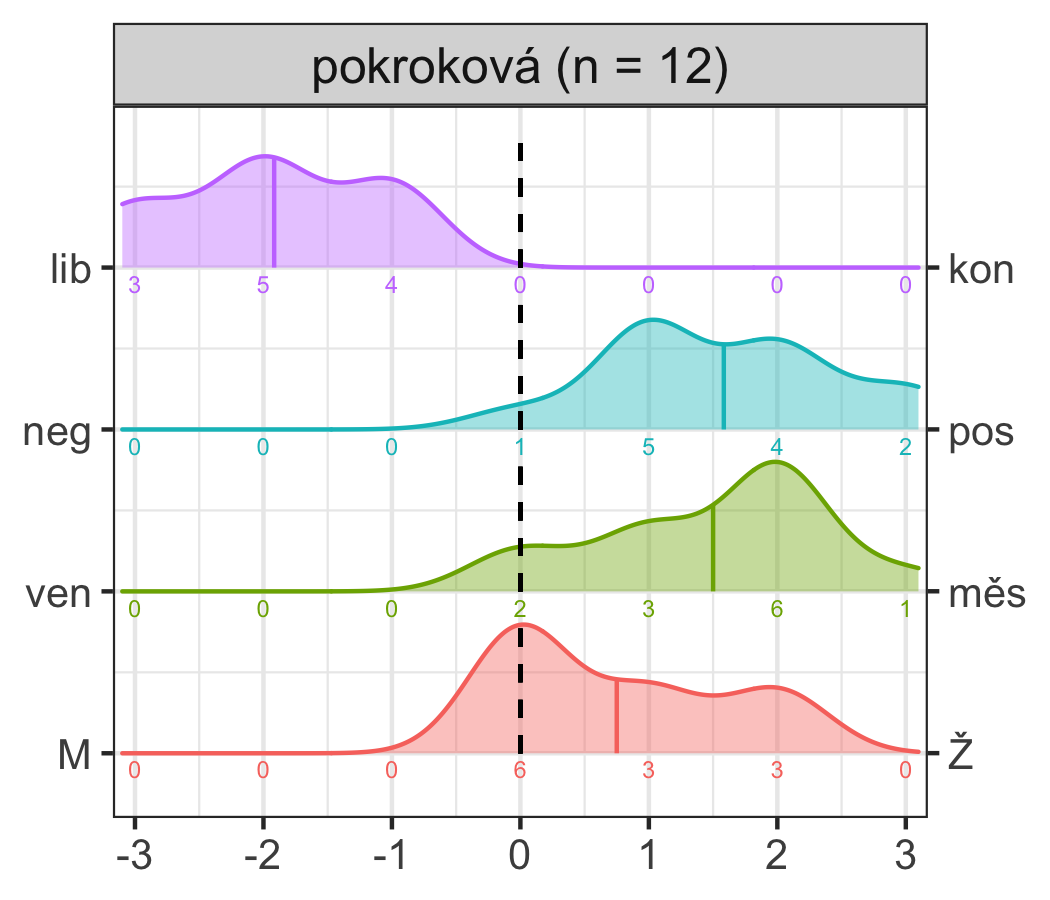 pokroková (n = 12)
lib kon
3 5 4 0 0 0 0
neg pos
0 0 0 1 5 4 2
ven měs
0 0 0 2 3 6 1
M Ž
0 0 0 6 3 3 0
-3 -2 -1 0 1 2 3